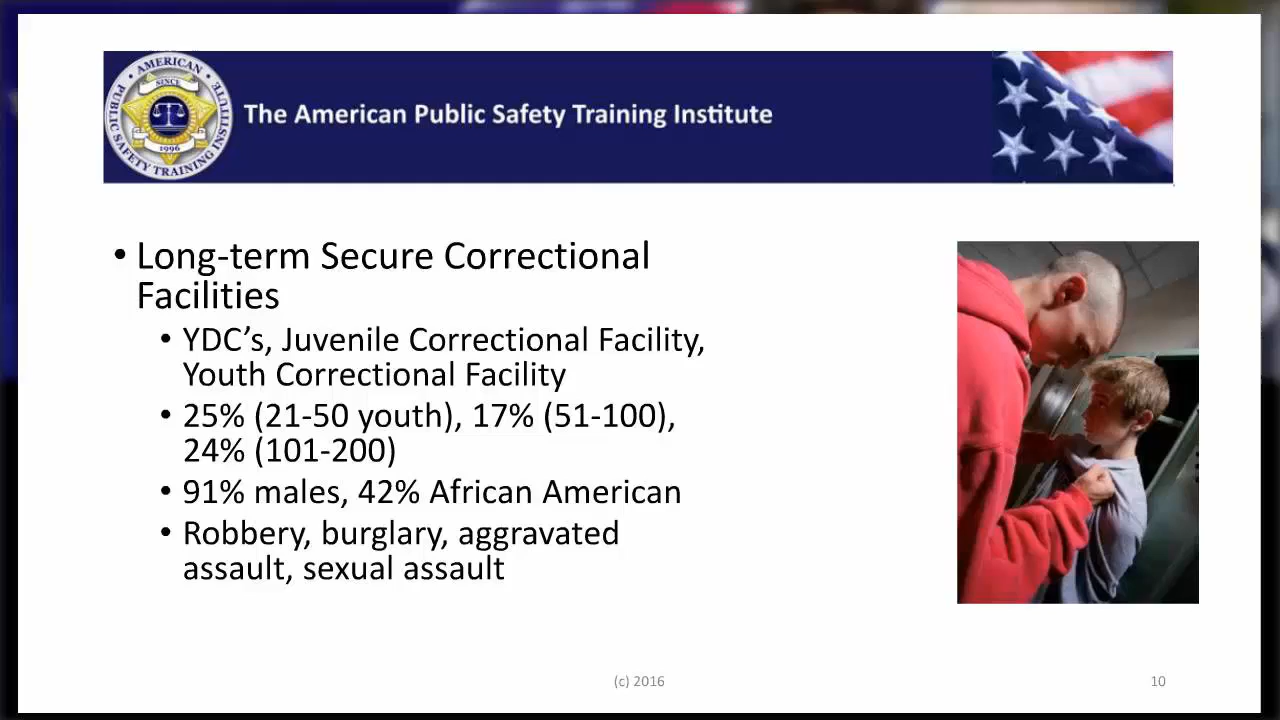 AMERICAN
PUBLIC SAFETY TRAINING INSTITUTE
SINCE
1996
The American Public Safety Training Institute
• Long-term Secure Correctional
Facilities
• YDC’s, Juvenile Correctional Facility,
Youth Correctional Facility
• 25% (21-50 youth), 17% (51-100),
24% (101-200)
• 91% males, 42% African American
• Robbery, burglary, aggravated
assault, sexual assault
(c) 2016
10